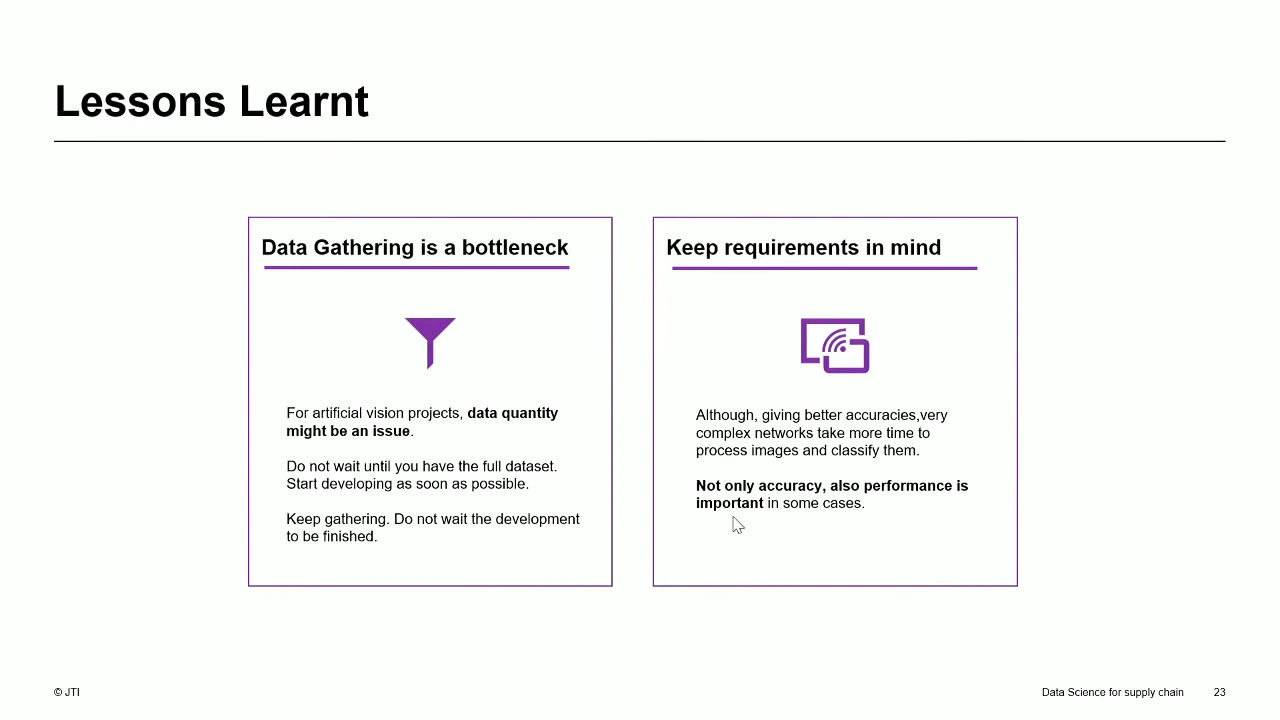 Lessons Learnt
Data Gathering is a bottleneck
For artificial vision projects, data quantity
might be an issue.
Do not wait until you have the full dataset.
Start developing as soon as possible.
Keep gathering. Do not wait the development
to be finished.
Keep requirements in mind
Although, giving better accuracies,very
complex networks take more time to
process images and classify them.
Not only accuracy, also performance is
important in some cases.
© JTI
Data Science for supply chain
23